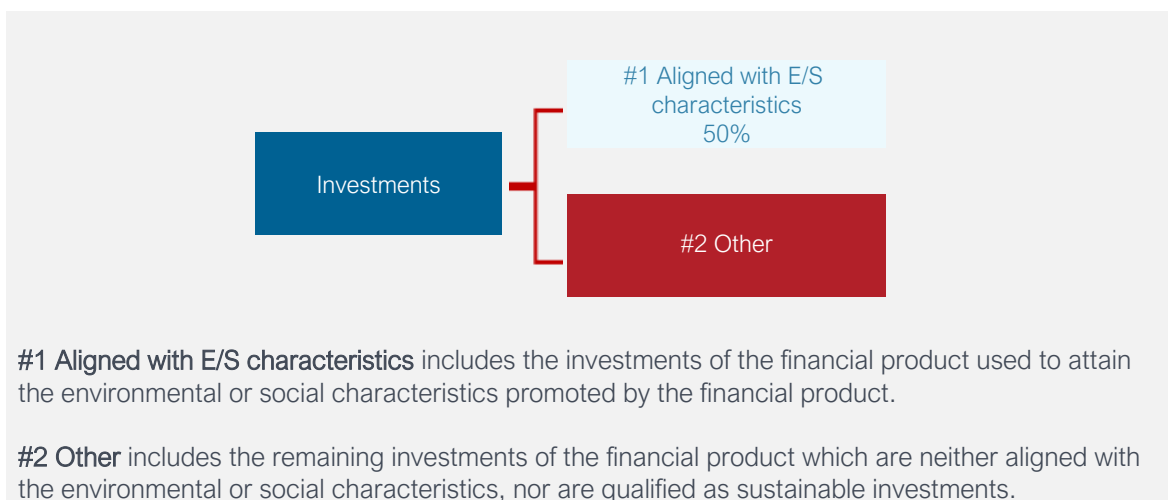 #1 Aligned with E/S
characteristics
50%
Investments
#2 Other
#1 Aligned with E/S characteristics includes the investments of the financial product used to attain
the environmental or social characteristics promoted by the financial product.
#2 Other includes the remaining investments of the financial product which are neither aligned with
the environmental or social characteristics, nor are qualified as sustainable investments.